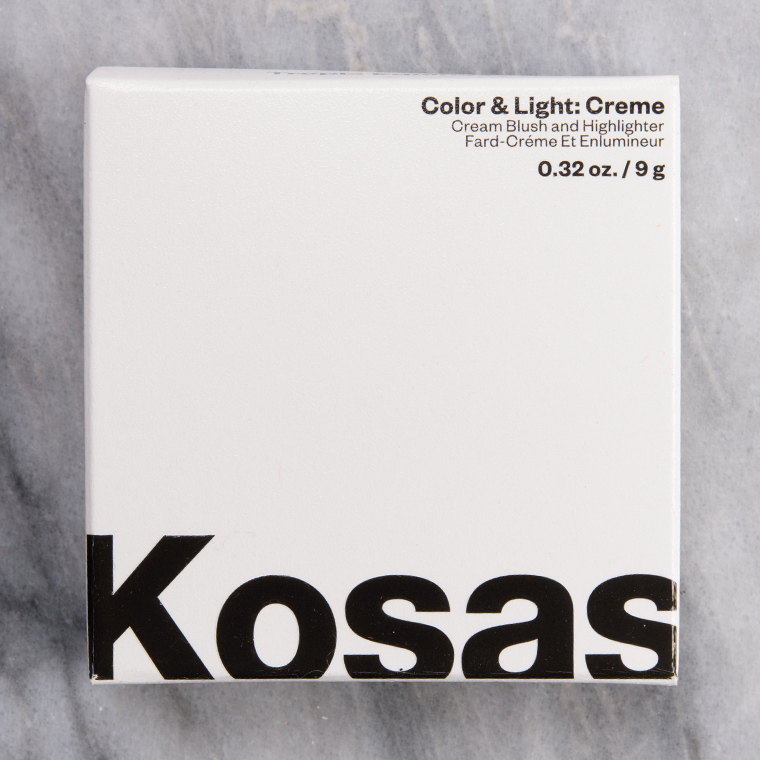 Color & Light: Creme
Cream Blush and Highlighter
Fard-Créme Et Enlumineur
0.32 oz. / 9 g
Kosas